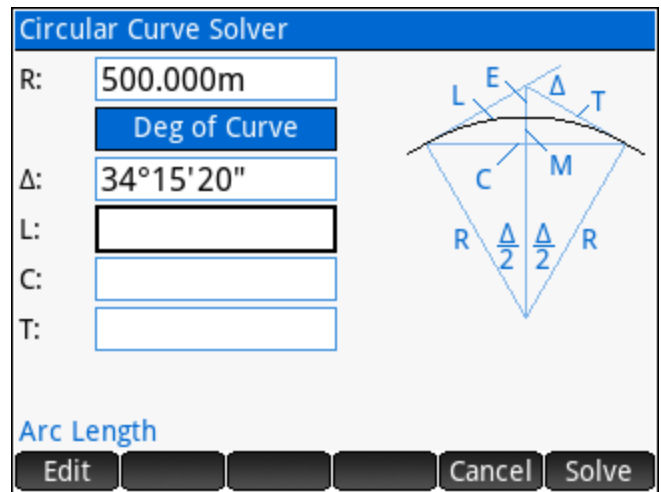 Circular Curve Solver
R: 500.000m
Deg of Curve
Δ: 34°15'20"
L:
C:
T:
E
Δ
L
T
C
M
R
Δ
2
Δ
2
R
Arc Length
Edit Cancel Solve